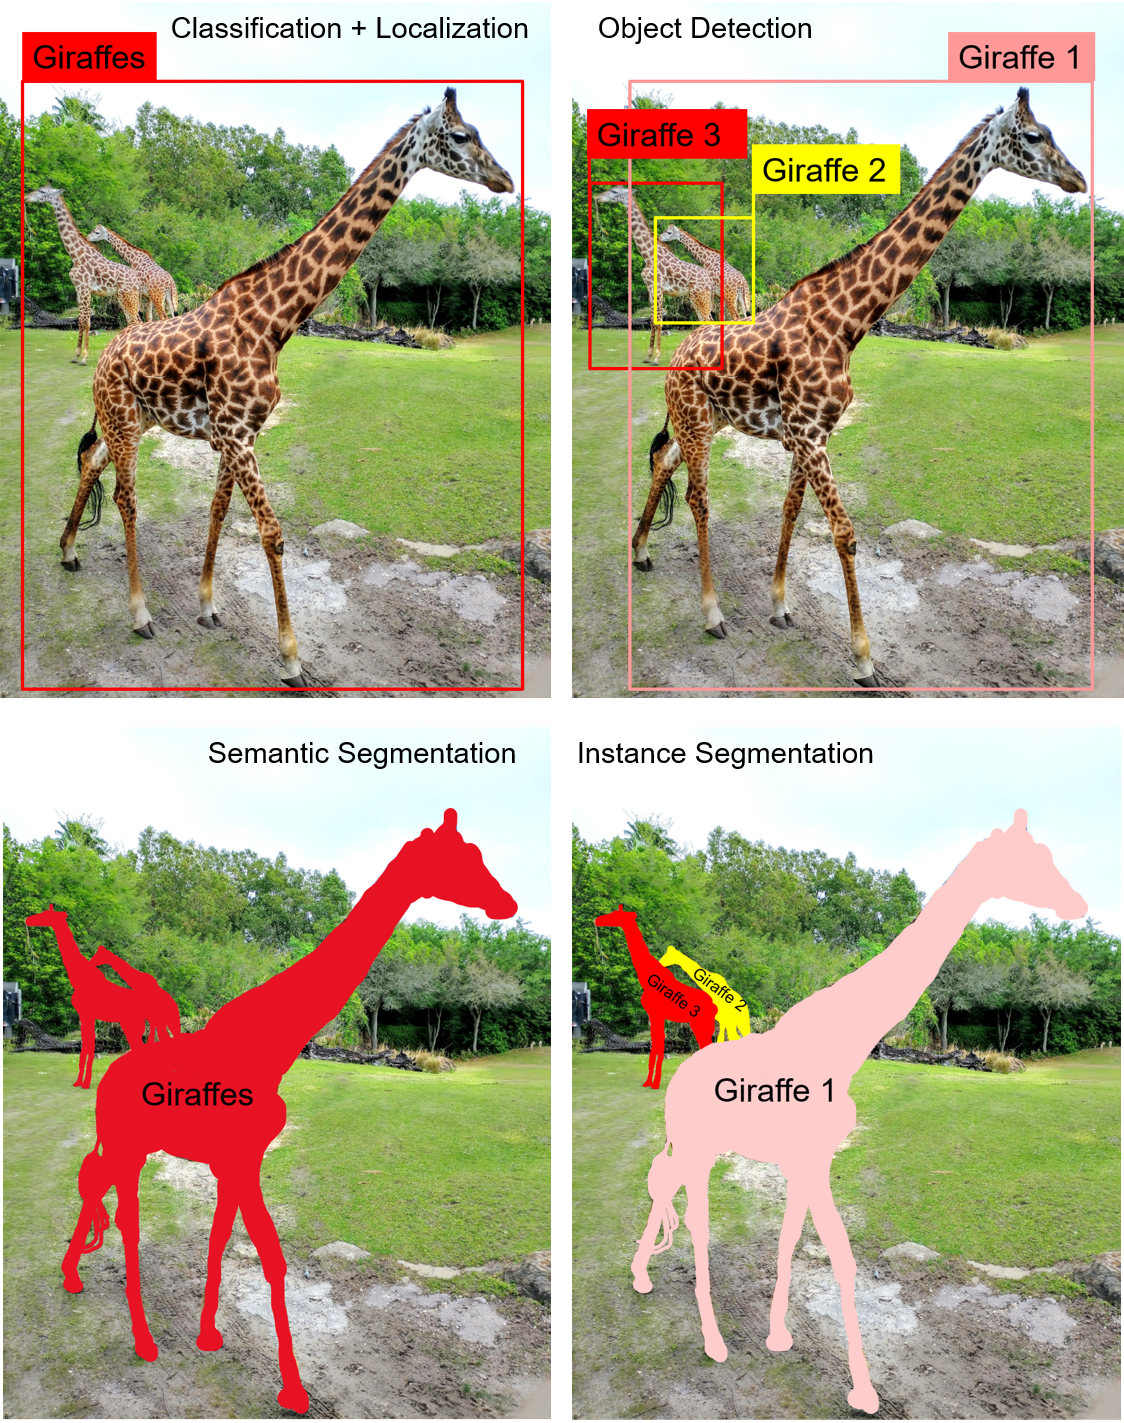 Classification + Localization
Giraffes
Object Detection
Giraffe 1
Giraffe 3
Giraffe 2
Semantic Segmentation
Giraffes
Instance Segmentation
Giraffe 3
Giraffe 2
Giraffe 1